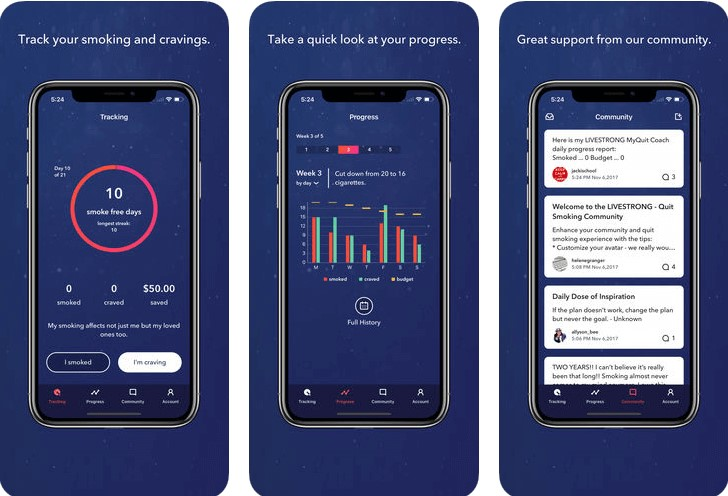 Track your smoking and cravings.
5:24
Tracking
Day 10
of 21
10
smoke free days
longest streak:
10
0 0 $50.00
smoked craved saved
My smoking affects not just me but my loved
ones too.
I smoked I'm craving
Tracking Progress Community Account
Take a quick look at your progress.
5:24
Progress
Week 3 of 5
1 2 3 4 5
Week 3
by day
Cut down from 20 to 16
cigarettes.
18
15
12
9
6
3
0
M T W T F S S
smoked craved budget
Full History
Tracking Progress Community Account
Great support from our community.
5:24
Community
Here is my LIVESTRONG MyQuit Coach
daily progress report:
Smoked ... 0 Budget ... 0
jackischool
5:24 PM Nov 6,2017
3
Welcome to the LIVESTRONG - Quit
Smoking Community
Enhance your community and quit
smoking experience with the tips:
* Customize your avatar - we really wou...
helenegranger
5:08 PM Nov 6,2017
4
Daily Dose of Inspiration
If the plan doesn't work, change the plan
but never the goal. - Unknown
allyson_bee
5:06 PM Nov 6,2017
1
TWO YEARS!! I can't believe it's really
been that long!! Smoking almost never
Tracking Progress Community Account